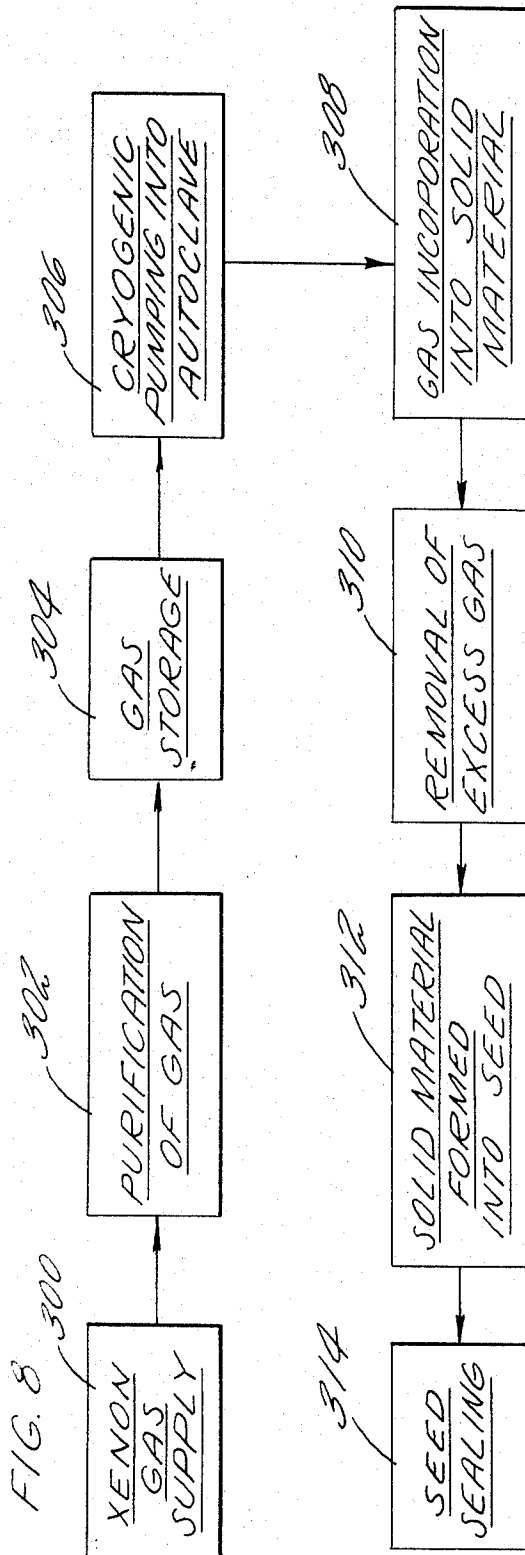 FIG. 8
300
XENON
GAS
SUPPLY
302
PURIFICATION
OF GAS
304
GAS
STORAGE
306
CRYOGENIC
PUMPING INTO
AUTOCLAVE
308
GAS INCOPORATION
INTO SOLID
MATERIAL
310
REMOVAL OF
EXCESS GAS
312
SOLID MATERIAL
FORMED
INTO SEED
314
SEED
SEALING